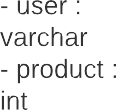 - user :
varchar
- product :
int